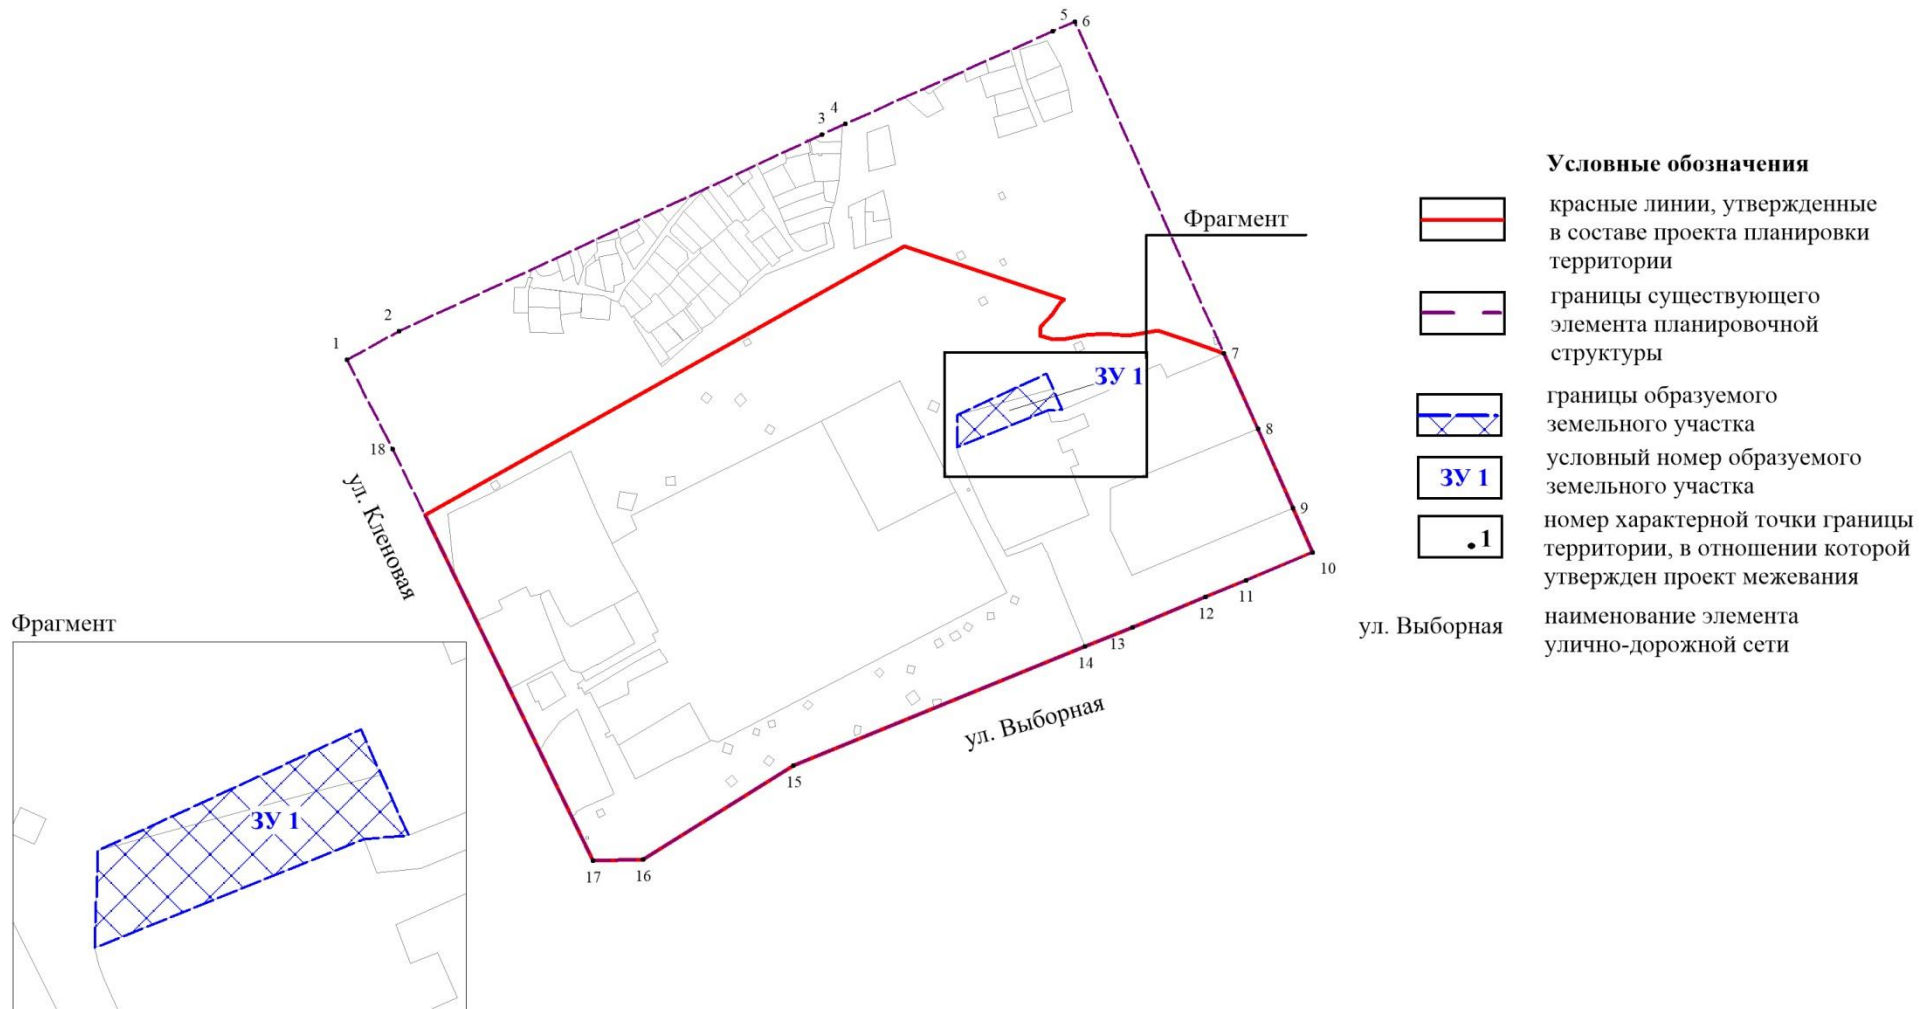 5
6
4
3
2
1
18
ул. Кленовая
Фрагмент
ЗУ 1
7
8
9
10
11
12
13
14
ул. Выборная
15
16
17
Фрагмент
ЗУ 1
Условные обозначения
красные линии, утвержденные
в составе проекта планировки
территории
границы существующего
элемента планировочной
структуры
границы образуемого
земельного участка
ЗУ 1
условный номер образуемого
земельного участка
.1
номер характерной точки границы
территории, в отношении которой
утвержден проект межевания
ул. Выборная
наименование элемента
улично-дорожной сети